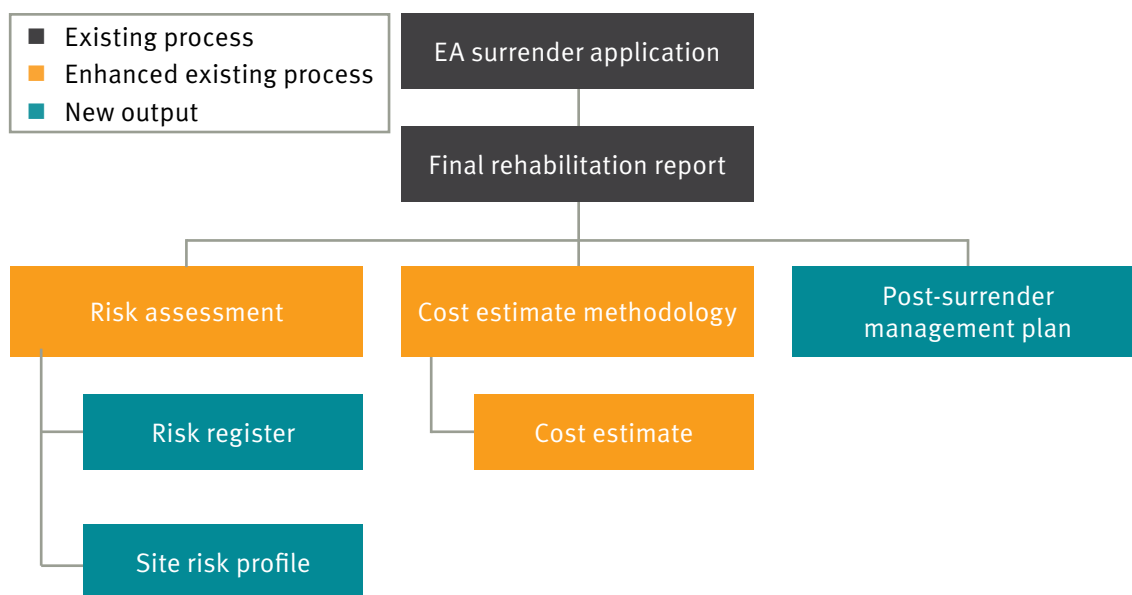 Existing process
Enhanced existing process
New output
EA surrender application
Final rehabilitation report
Risk assessment
Cost estimate methodology
Post-surrender
management plan
Risk register
Cost estimate
Site risk profile